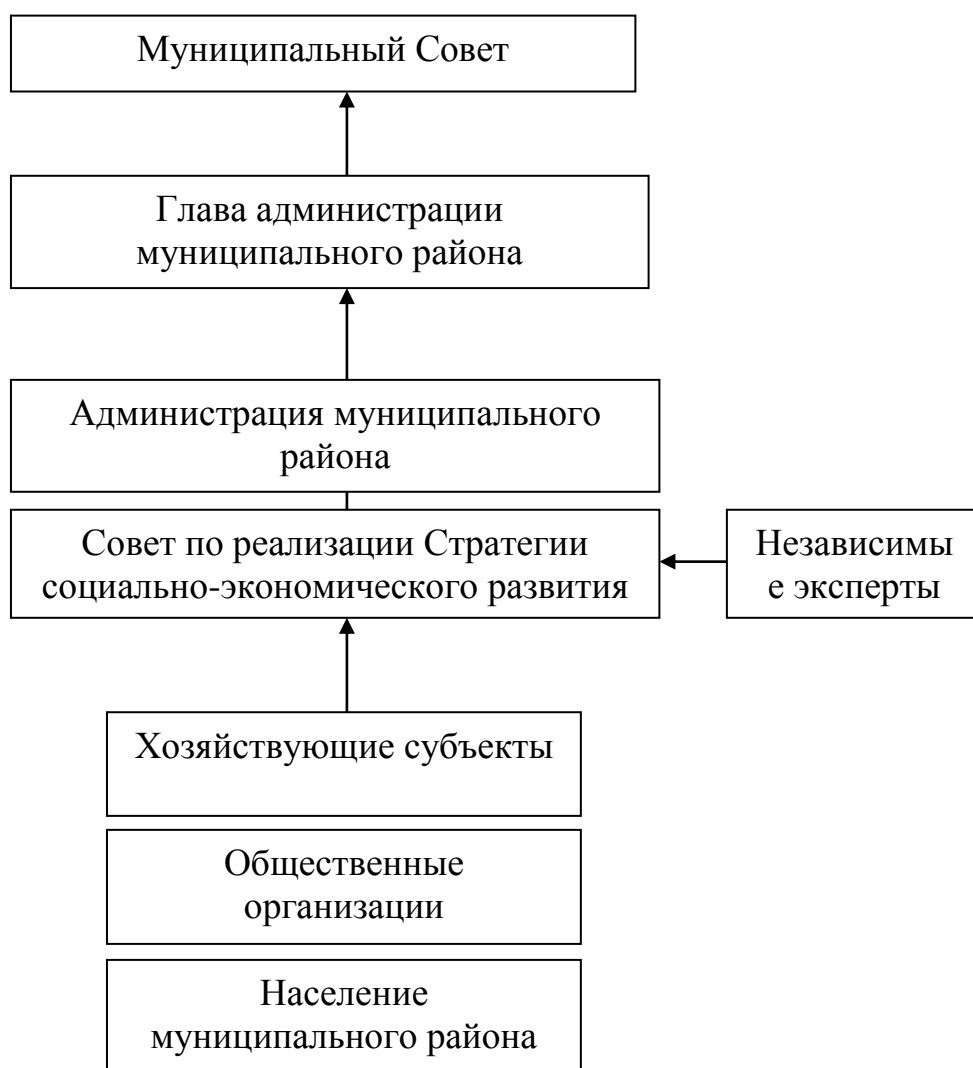 Муниципальный Совет
Глава администрации
муниципального района
Администрация муниципального
района
Совет по реализации Стратегии
социально-экономического развития
Независимы
е эксперты
Хозяйствующие субъекты
Общественные
организации
Население
муниципального района